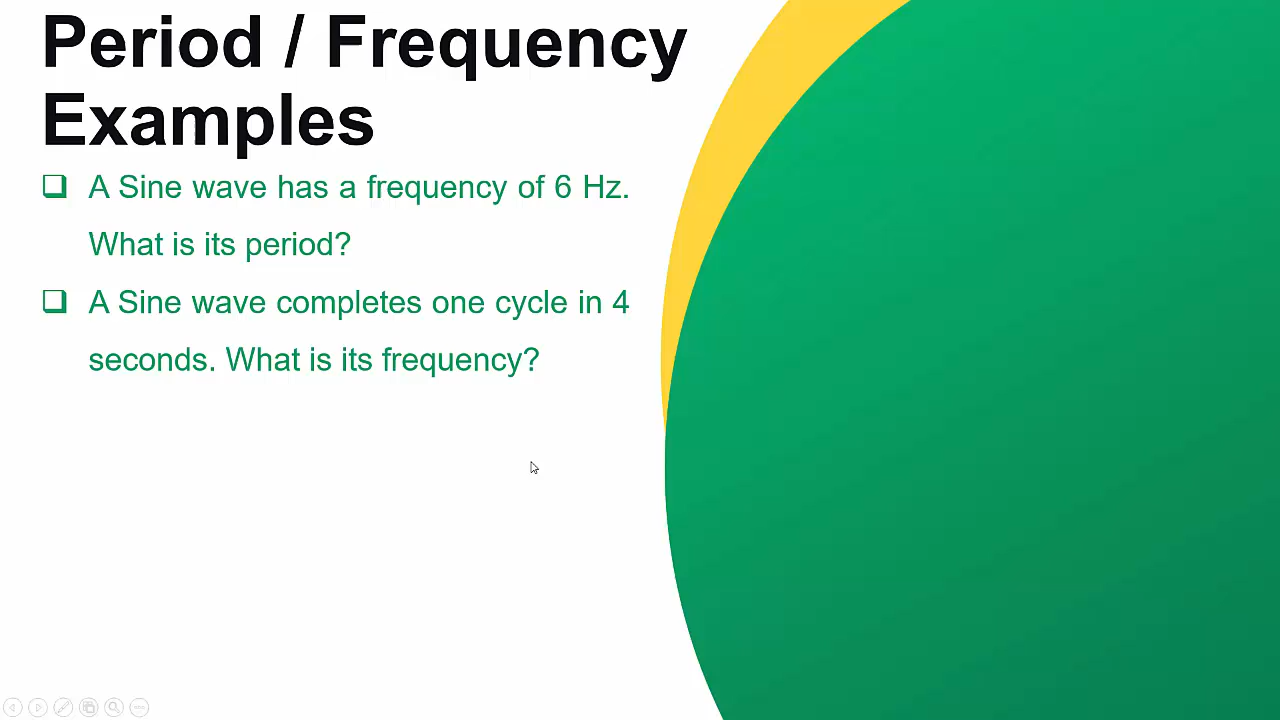 Period / Frequency
Examples
❑ A Sine wave has a frequency of 6 Hz.
What is its period?
❑ A Sine wave completes one cycle in 4
seconds. What is its frequency?